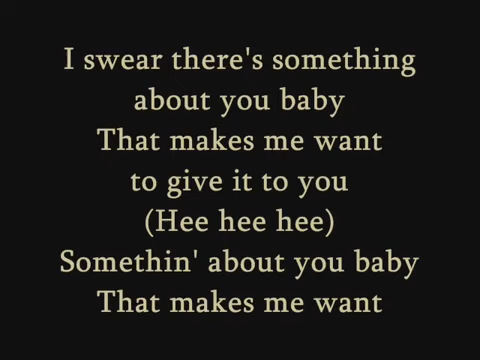 I swear there's something
about you baby
That makes me want
to give it to you
(Hee hee hee)
Somethin' about you baby
That makes me want